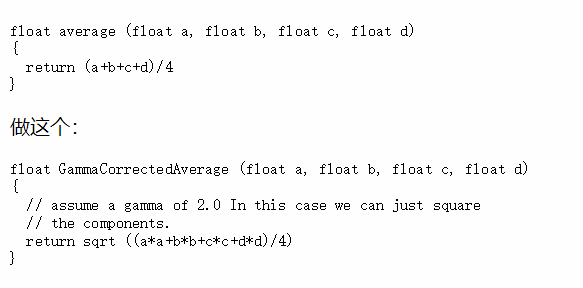 float average (float a, float b, float c, float d)
{
  return (a+b+c+d)/4
}
做这个：
float GammaCorrectedAverage (float a, float b, float c, float d)
{
  // assume a gamma of 2.0 In this case we can just square
  // the components.
  return sqrt ((a*a+b*b+c*c+d*d)/4)
}